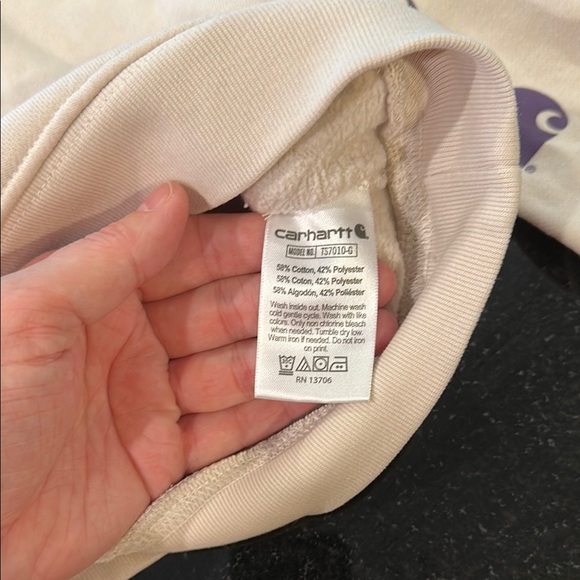 carhartt
MODEL NO. TS7010-G
58% Cotton, 42% Polyester
58% Coton, 42% Polyester
58% Algodón, 42% Poliéster
Wash inside out. Machine wash
cold gentle cycle. Wash with like
colors. Only non chlorine bleach
when needed. Tumble dry low.
Warm iron if needed. Do not iron
on print.
RN 13706